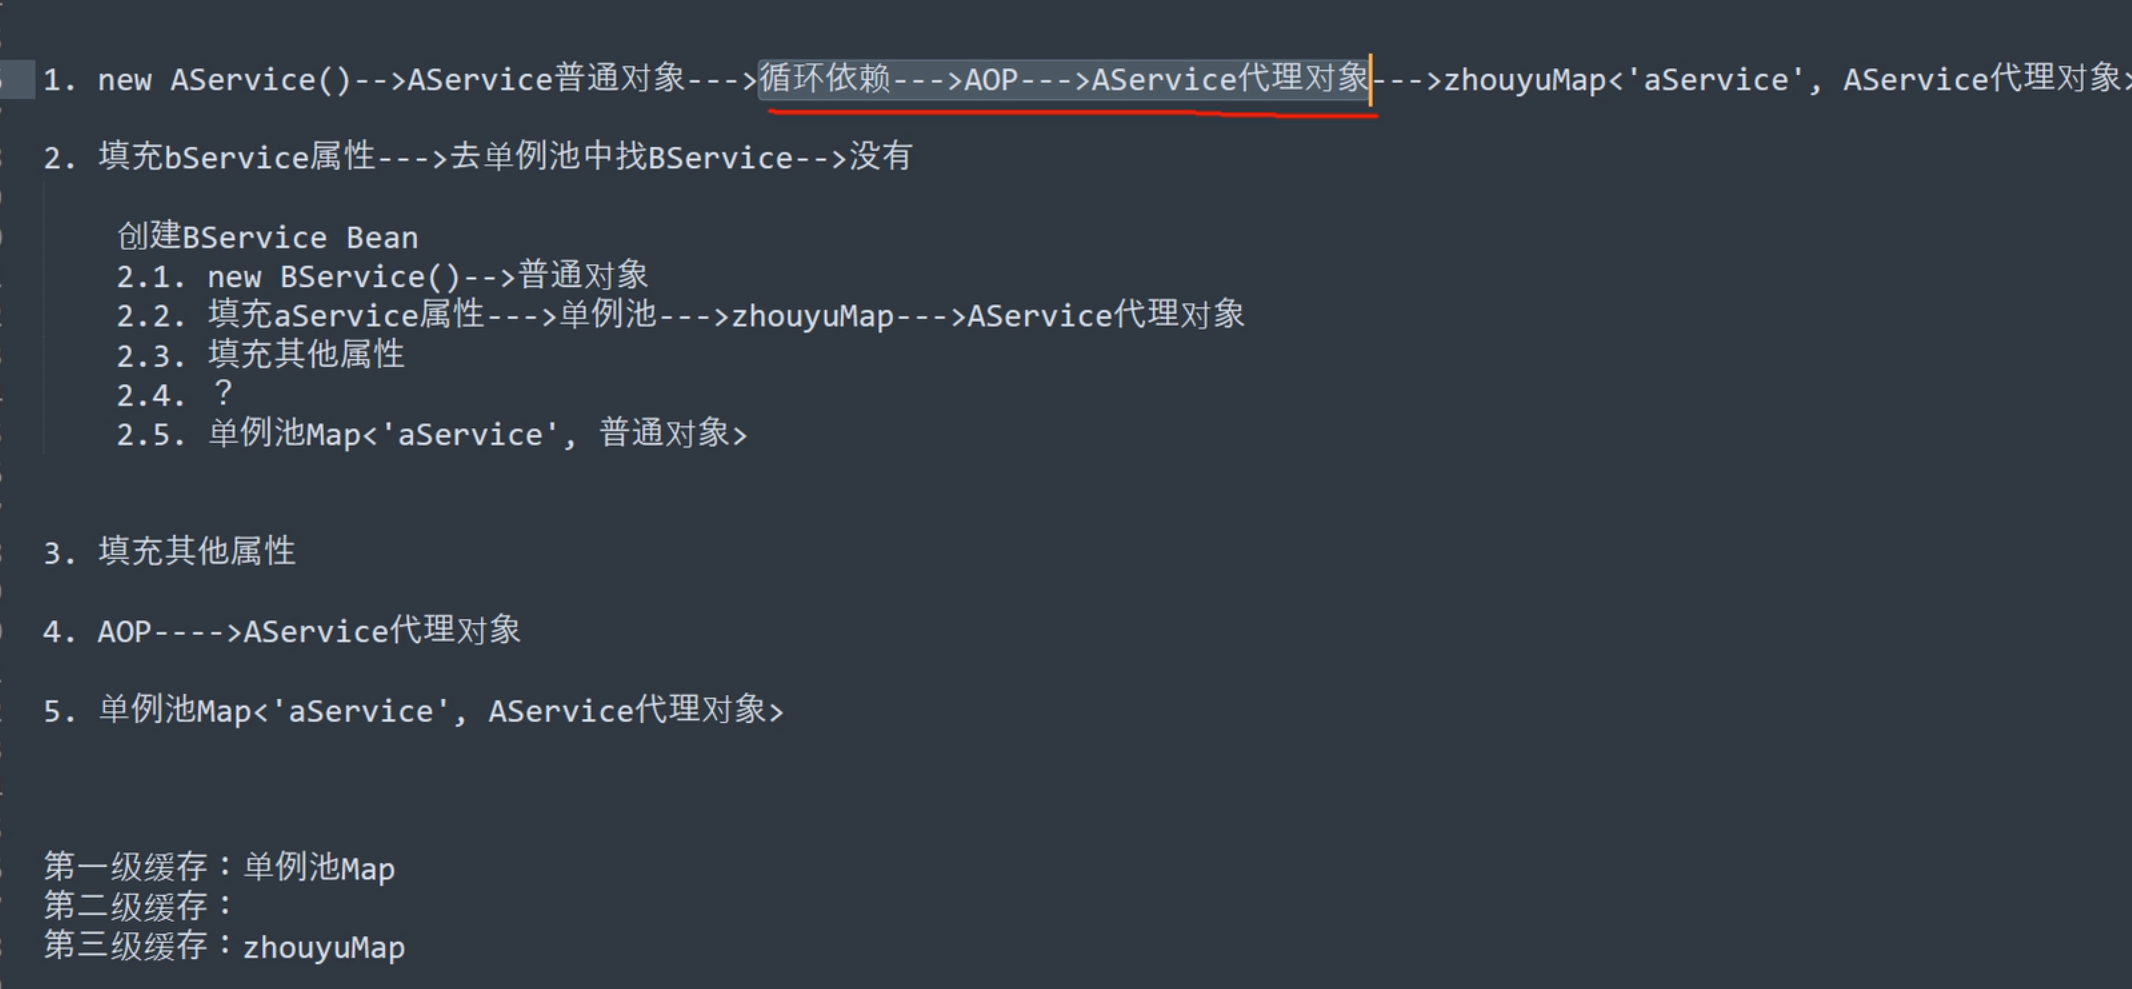 1. new AService()-->AService普通对象--->循环依赖--->AOP--->AService代理对象--->zhouyuMap<'aService', AService代理对象>
2. 填充bService属性--->去单例池中找BService-->没有
创建BService Bean
2.1. new BService()-->普通对象
2.2. 填充aService属性--->单例池--->zhouyuMap--->AService代理对象
2.3. 填充其他属性
2.4. ？
2.5. 单例池Map<'aService', 普通对象>
3. 填充其他属性
4. AOP---->AService代理对象
5. 单例池Map<'aService', AService代理对象>
第一级缓存：单例池Map
第二级缓存：
第三级缓存：zhouyuMap